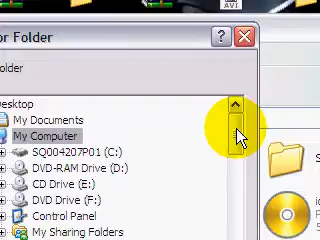 AVI
or Folder
?
older
esktop
My Documents
My Computer
SQ004207P01 (C:)
DVD-RAM Drive (D:)
CD Drive (E:)
DVD Drive (F:)
Control Panel
My Sharing Folders